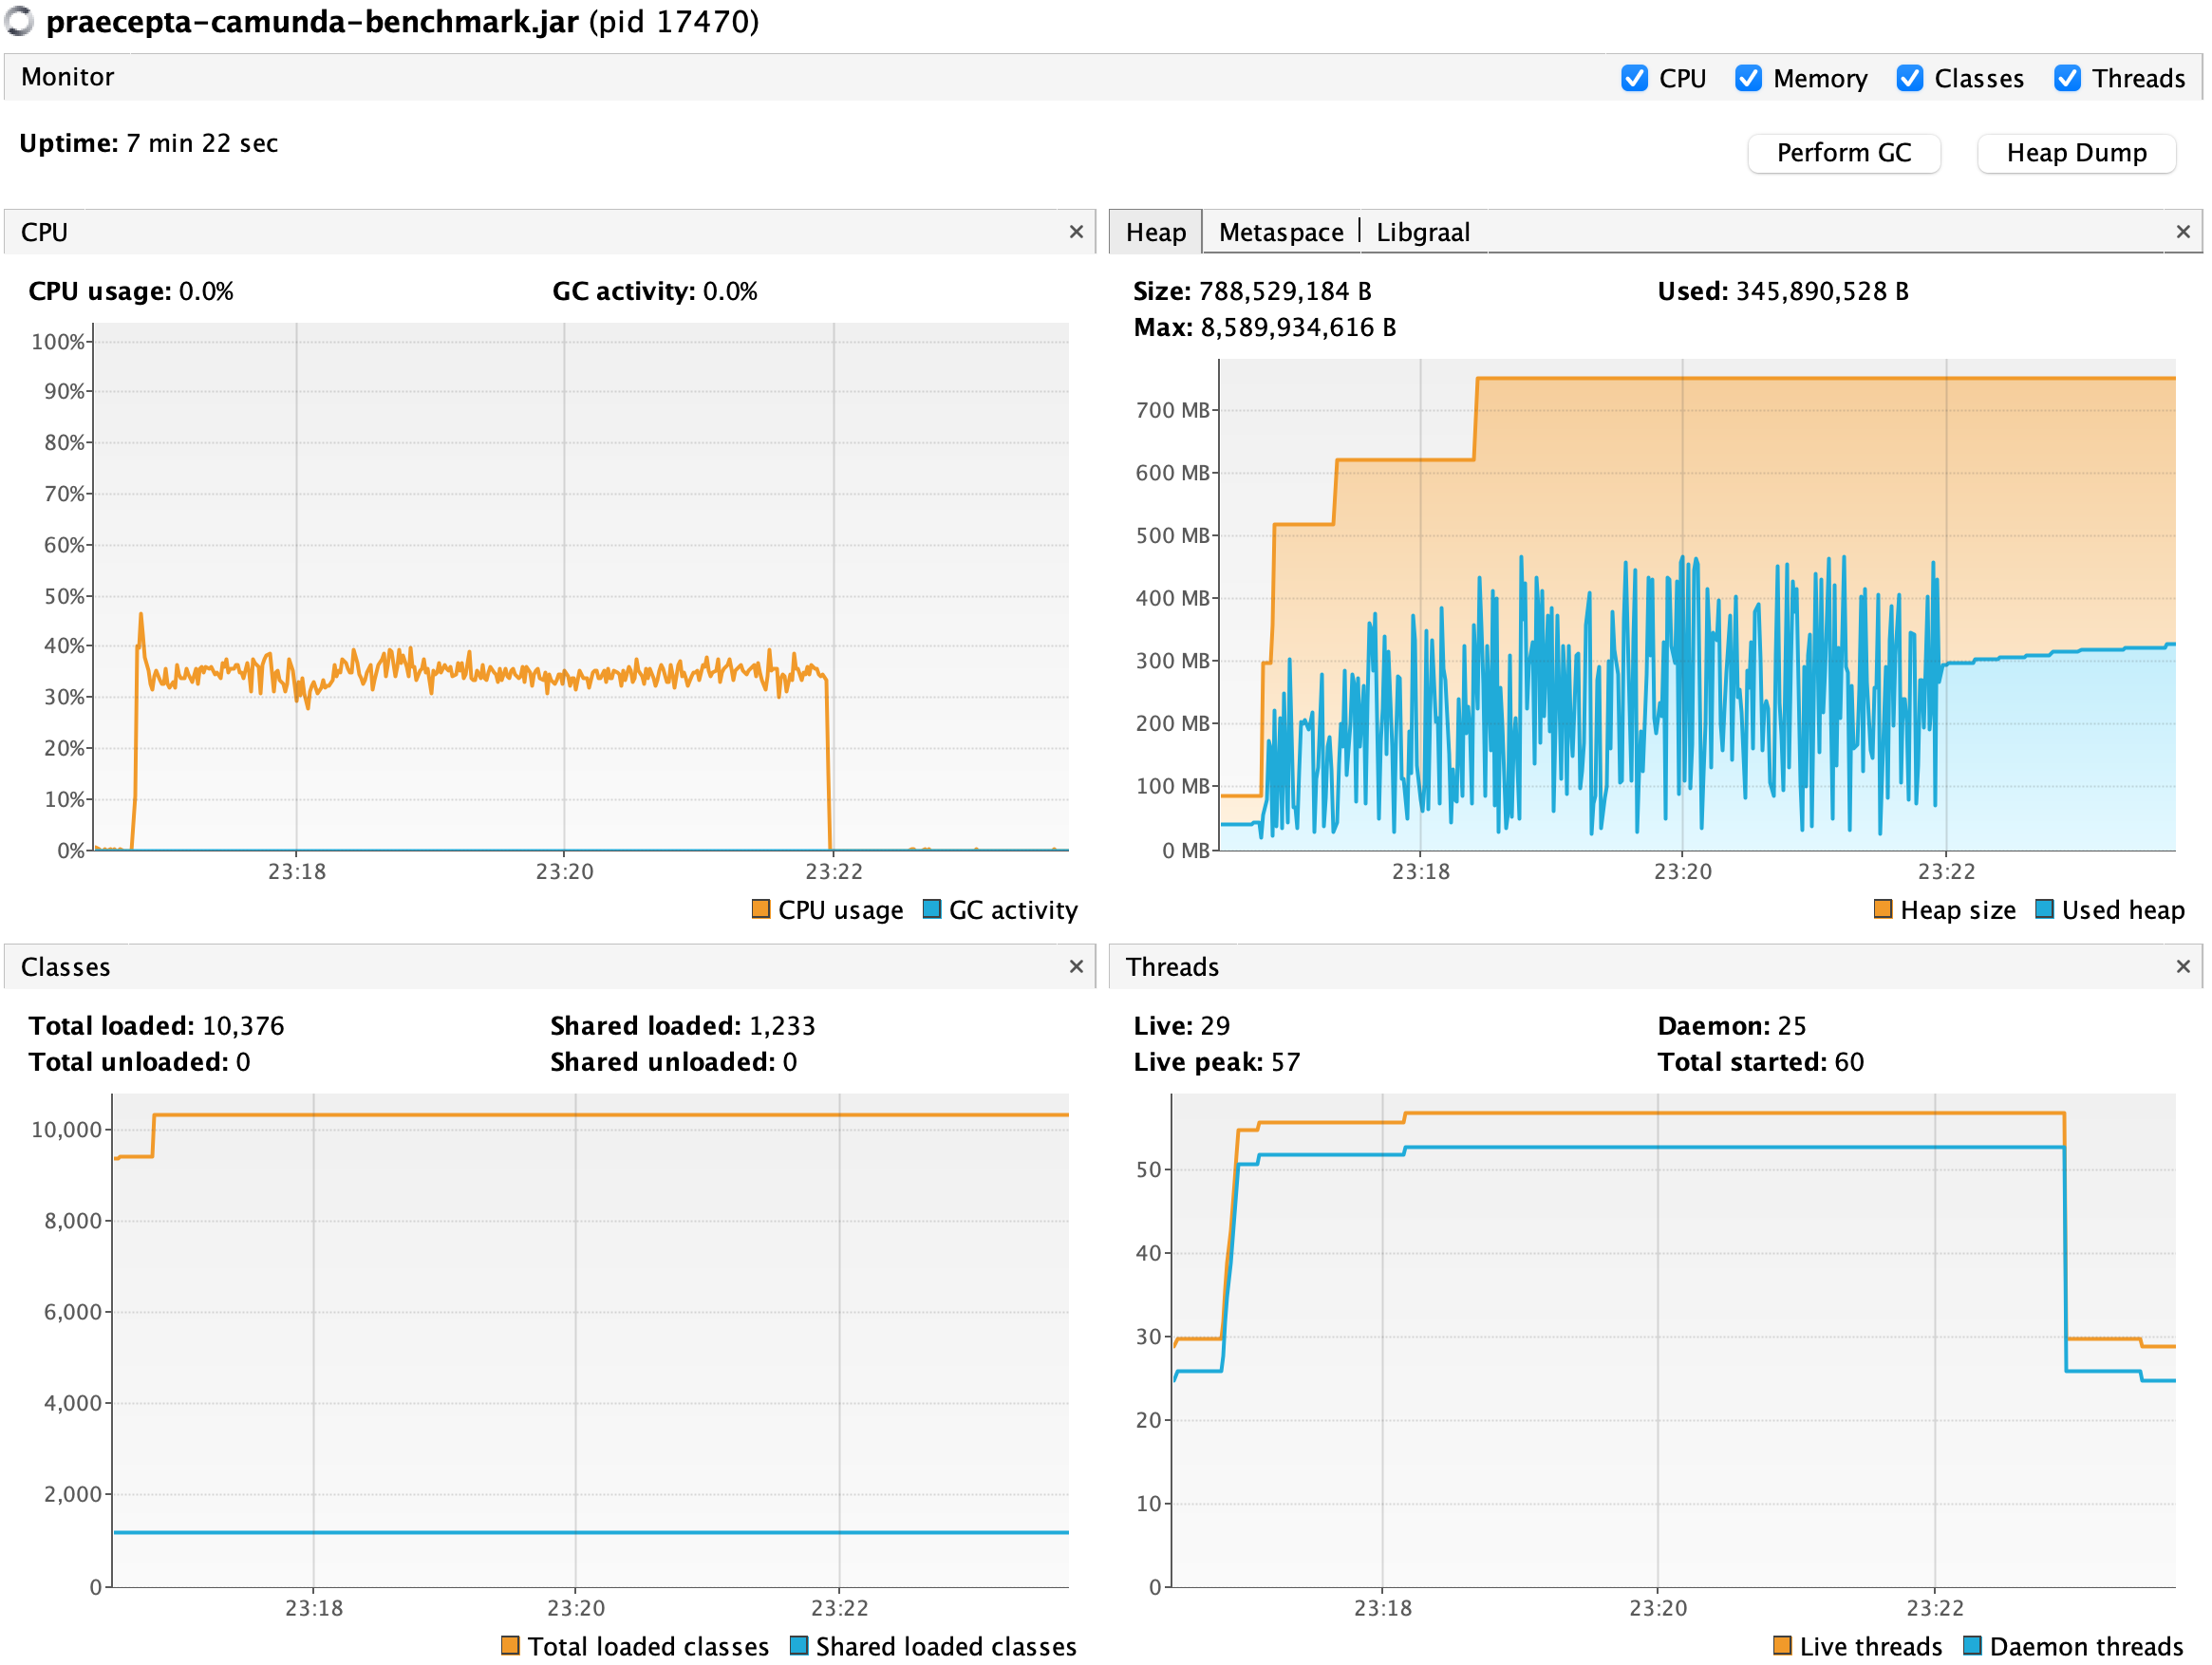 praecepta-camunda-benchmark.jar (pid 17470)
Monitor
CPU Memory Classes Threads
Uptime: 7 min 22 sec
Perform GC Heap Dump
CPU
CPU usage: 0.0% GC activity: 0.0%
100%
90%
80%
70%
60%
50%
40%
30%
20%
10%
0%
23:18 23:20 23:22
CPU usage GC activity
Heap Metaspace Libgraal
Size: 788,529,184 B Used: 345,890,528 B
Max: 8,589,934,616 B
700 MB
600 MB
500 MB
400 MB
300 MB
200 MB
100 MB
0 MB
23:18 23:20 23:22
Heap size Used heap
Classes
Total loaded: 10,376 Shared loaded: 1,233
Total unloaded: 0 Shared unloaded: 0
10,000
8,000
6,000
4,000
2,000
0
23:18 23:20 23:22
Total loaded classes Shared loaded classes
Threads
Live: 29 Daemon: 25
Live peak: 57 Total started: 60
50
40
30
20
10
0
23:18 23:20 23:22
Live threads Daemon threads